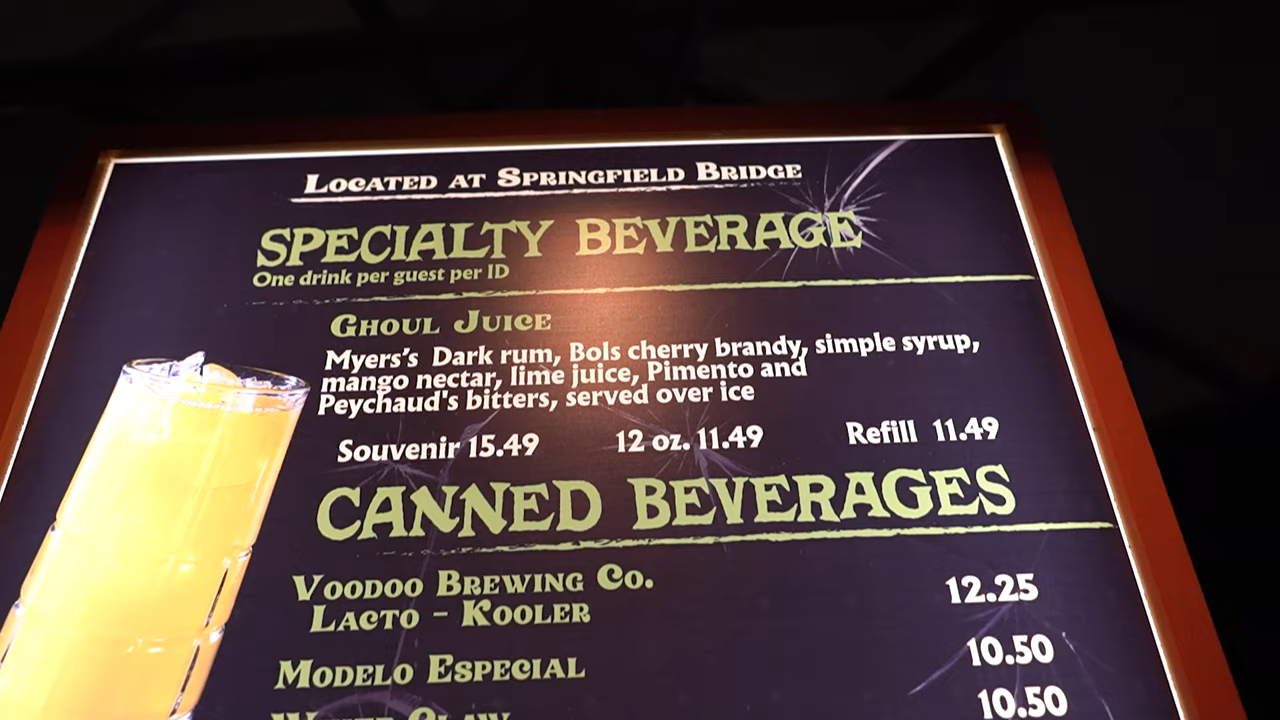 Located at Springfield Bridge
SPECIALTY BEVERAGE
One drink per guest per ID
Ghoul Juice
Myers's Dark rum, Bols cherry brandy, simple syrup,
mango nectar, lime juice, Pimento and
Peychaud's bitters, served over ice
Souvenir 15.49 12 oz. 11.49 Refill 11.49
CANNED BEVERAGES
Voodoo Brewing Co. 12.25
Lacto - Kooler
Modelo Especial 10.50
White Claw 10.50